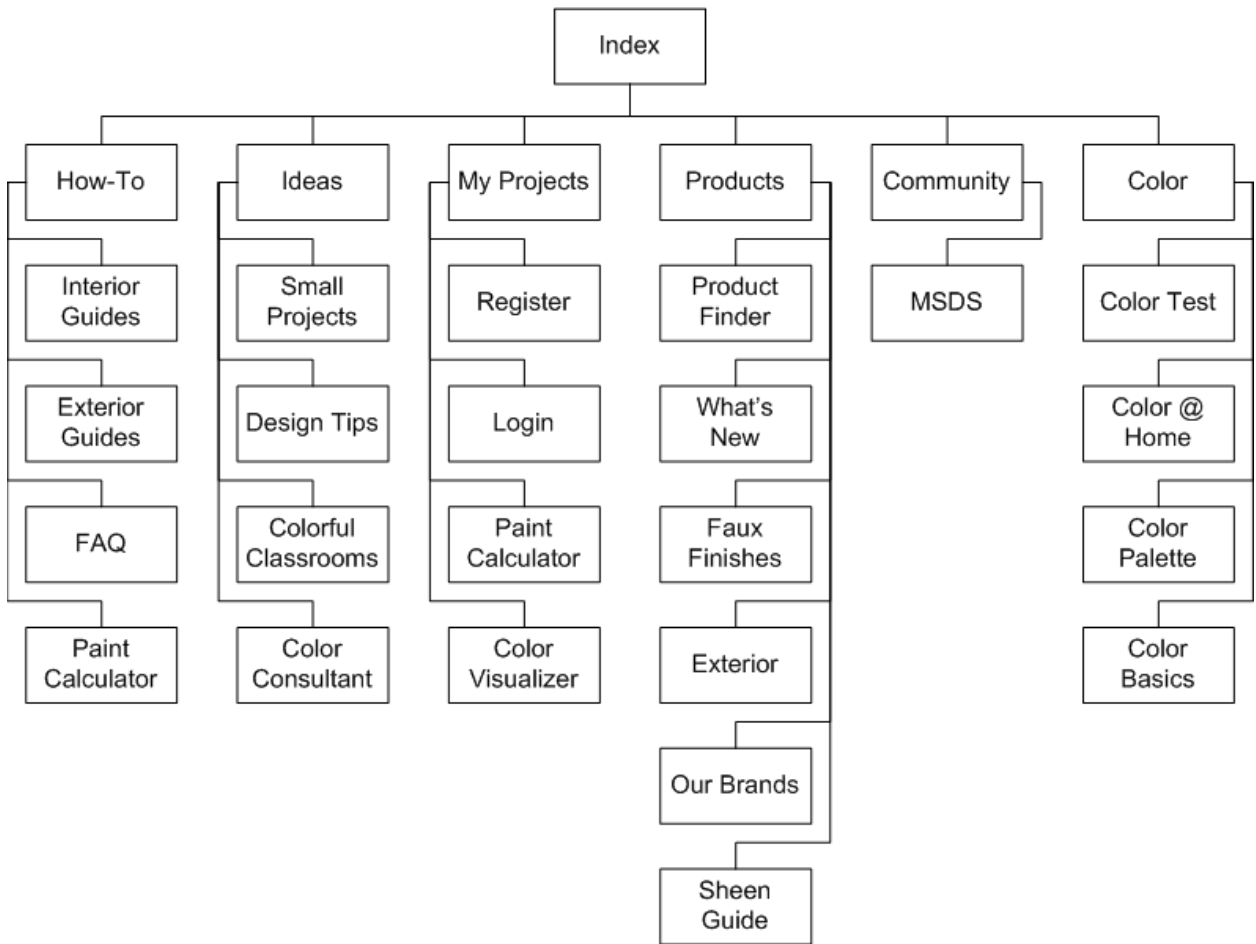 Index
How-To
Ideas
My Projects
Products
Community
Color
Interior
Guides
Small
Projects
Register
Product
Finder
MSDS
Color Test
Exterior
Guides
Design Tips
Login
What's
New
Color @
Home
FAQ
Colorful
Classrooms
Paint
Calculator
Faux
Finishes
Color
Palette
Paint
Calculator
Color
Consultant
Color
Visualizer
Exterior
Color
Basics
Our Brands
Sheen
Guide